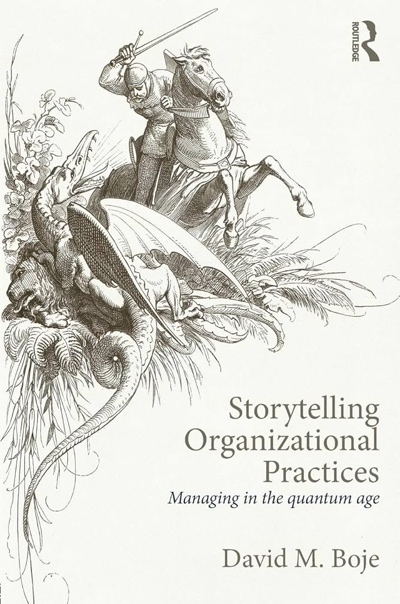 ROUTLEDGE
Storytelling
Organizational
Practices
Managing in the quantum age
David M. Boje